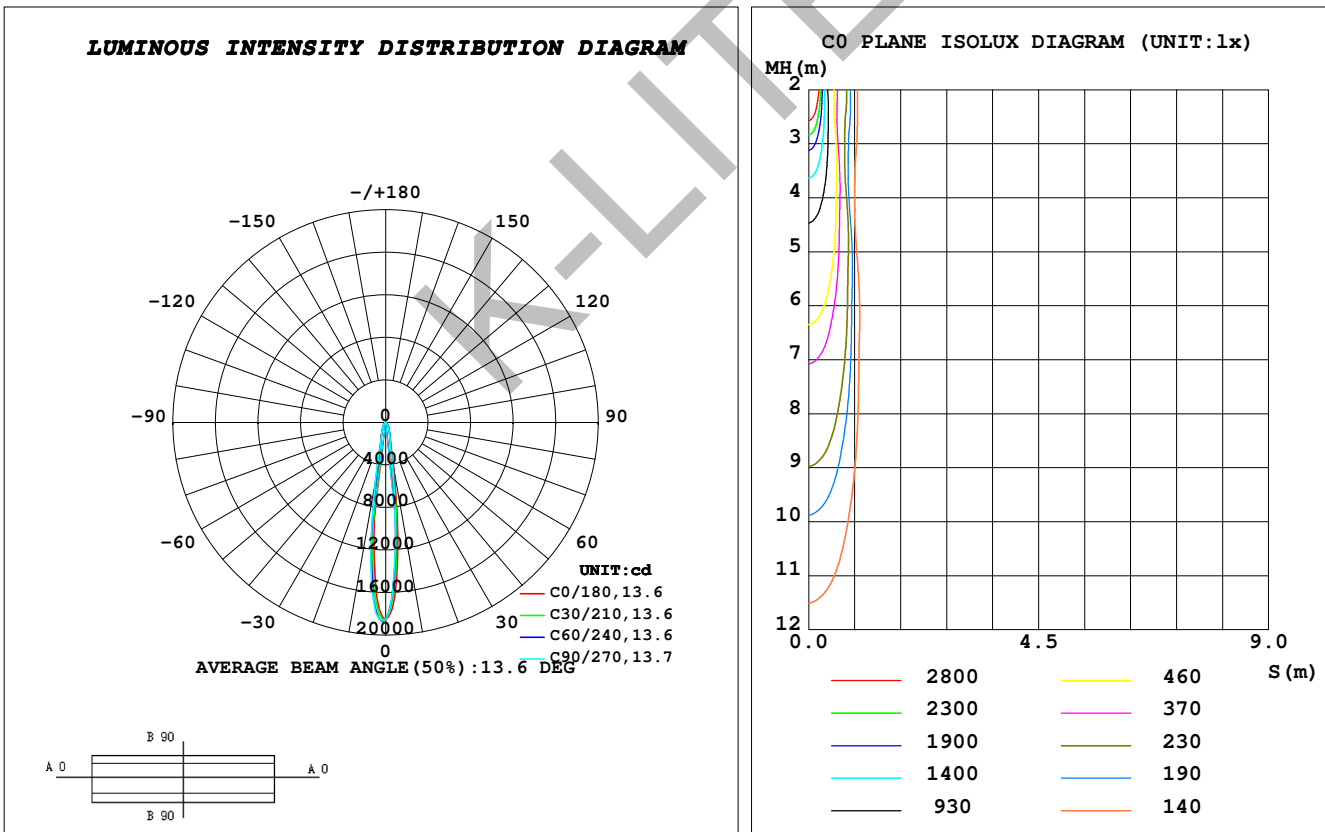 LUMINOUS INTENSITY DISTRIBUTION DIAGRAM
-/+180
-150 150
-120 120
-90 0 90
4000
8000
-60 12000 60
UNIT:cd
16000 C0/180,13.6
-30 30 C30/210,13.6
20000 C60/240,13.6
0 C90/270,13.7
AVERAGE BEAM ANGLE(50%):13.6 DEG
B 90
A 0 A 0
B 90
K-LITE
C0 PLANE ISOLUX DIAGRAM (UNIT:lx)
MH(m)
2
3
4
5
6
7
8
9
10
11
12
0.0 4.5 9.0
S(m)
2800 460
2300 370
1900 230
1400 190
930 140